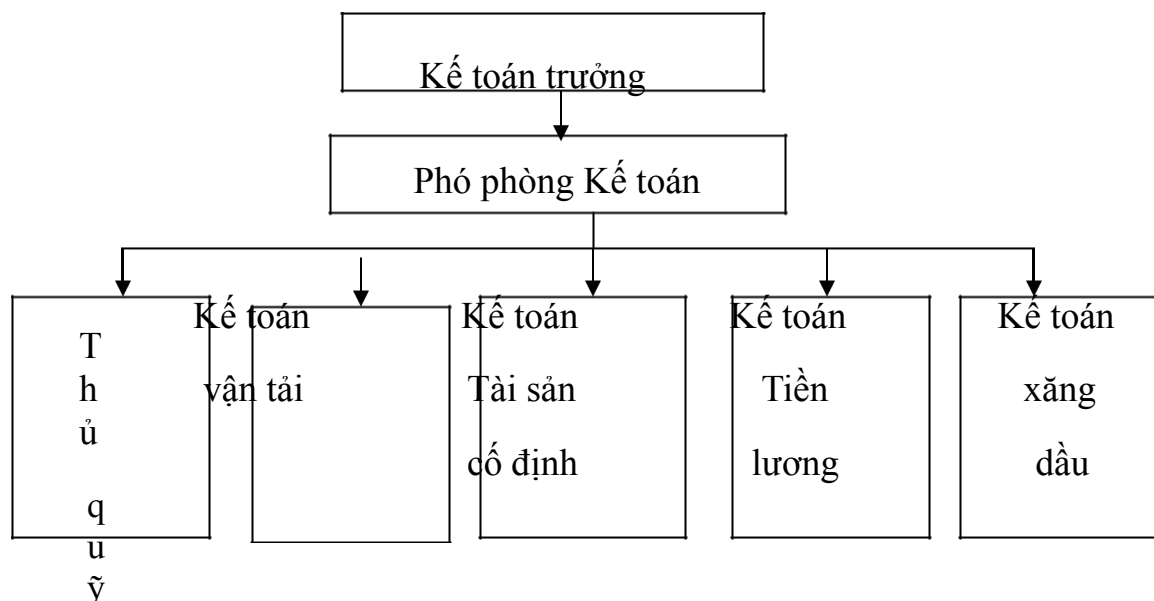 Kế toán trưởng
Phó phòng Kế toán
T
h
ủ
q
u
ỹ
Kế toán
vận tải
Kế toán
Tài sản
cố định
Kế toán
Tiền
lương
Kế toán
xăng
dầu